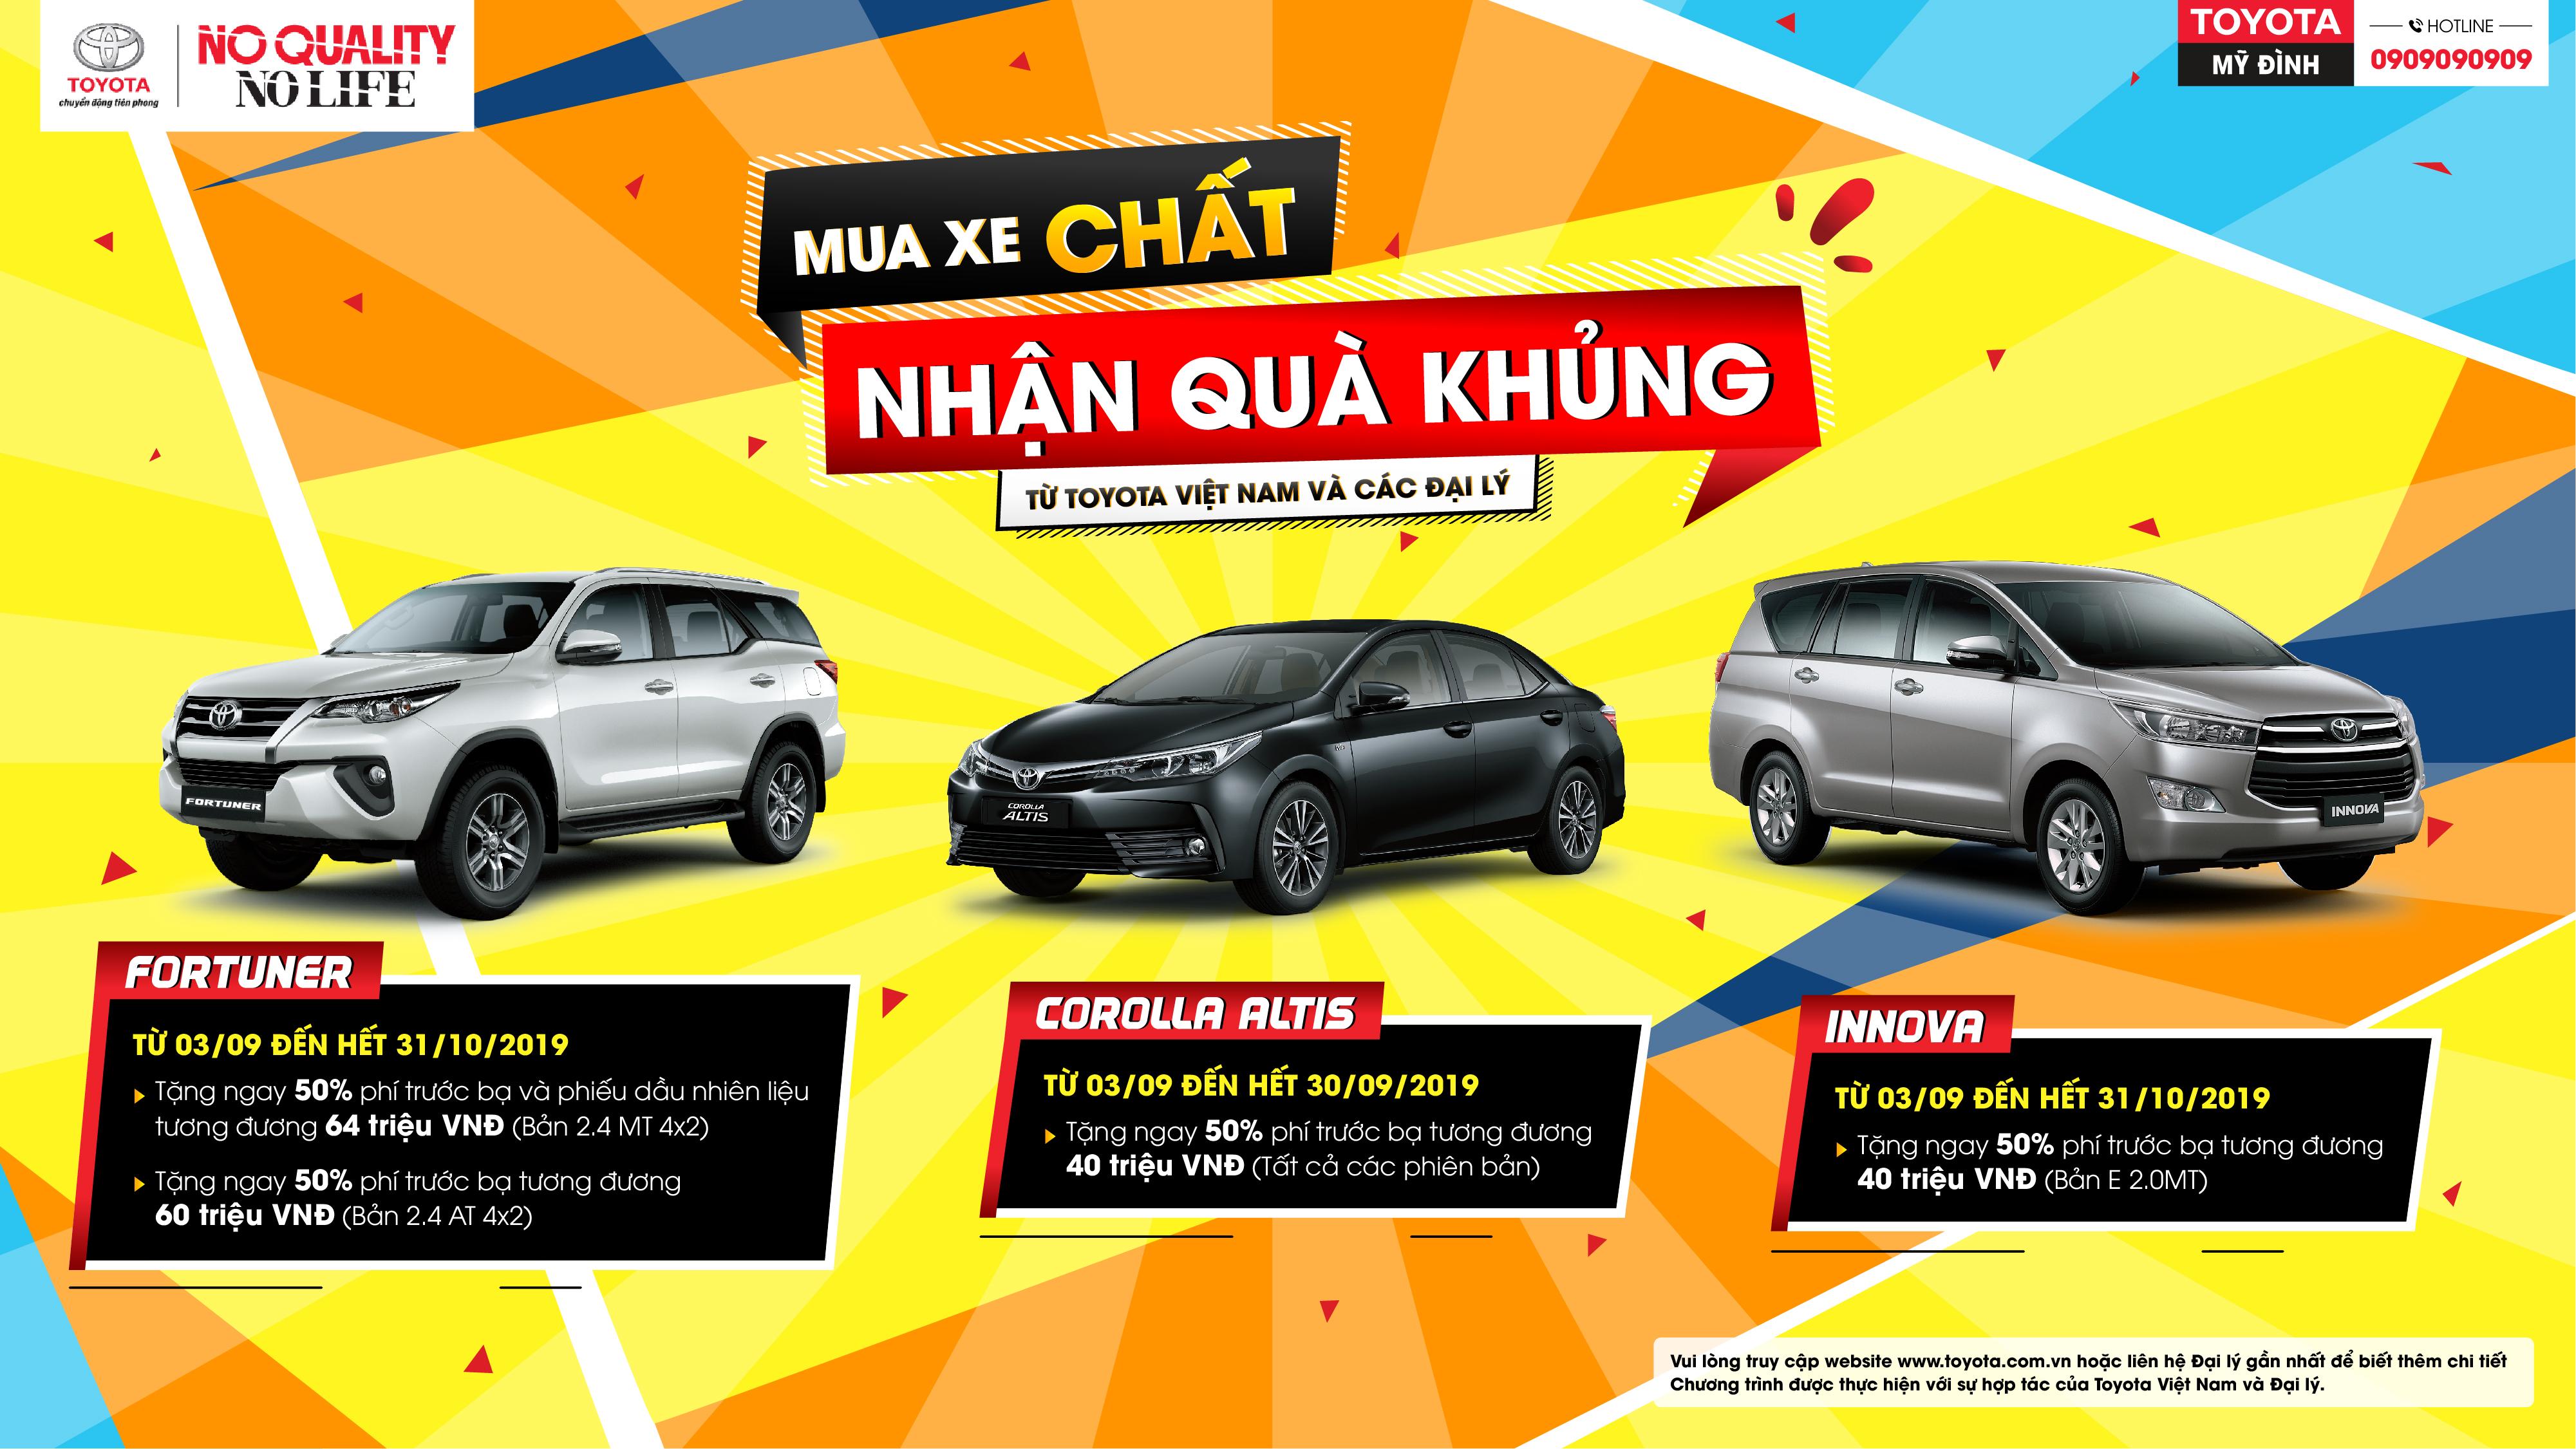 TOYOTA
chuyển động tiên phong
NO QUALITY
NO LIFE
TOYOTA
MỸ ĐÌNH
HOTLINE
0909090909
MUA XE CHẤT
NHẬN QUÀ KHỦNG
TỪ TOYOTA VIỆT NAM VÀ CÁC ĐẠI LÝ
FORTUNER
COROLLA
ALTIS
INNOVA
FORTUNER
TỪ 03/09 ĐẾN HẾT 31/10/2019
Tặng ngay 50% phí trước bạ và phiếu dầu nhiên liệu
tương đương 64 triệu VNĐ (Bản 2.4 MT 4x2)
Tặng ngay 50% phí trước bạ tương đương
60 triệu VNĐ (Bản 2.4 AT 4x2)
COROLLA ALTIS
TỪ 03/09 ĐẾN HẾT 30/09/2019
Tặng ngay 50% phí trước bạ tương đương
40 triệu VNĐ (Tất cả các phiên bản)
INNOVA
TỪ 03/09 ĐẾN HẾT 31/10/2019
Tặng ngay 50% phí trước bạ tương đương
40 triệu VNĐ (Bản E 2.0MT)
Vui lòng truy cập website www.toyota.com.vn hoặc liên hệ Đại lý gần nhất để biết thêm chi tiết
Chương trình được thực hiện với sự hợp tác của Toyota Việt Nam và Đại lý.